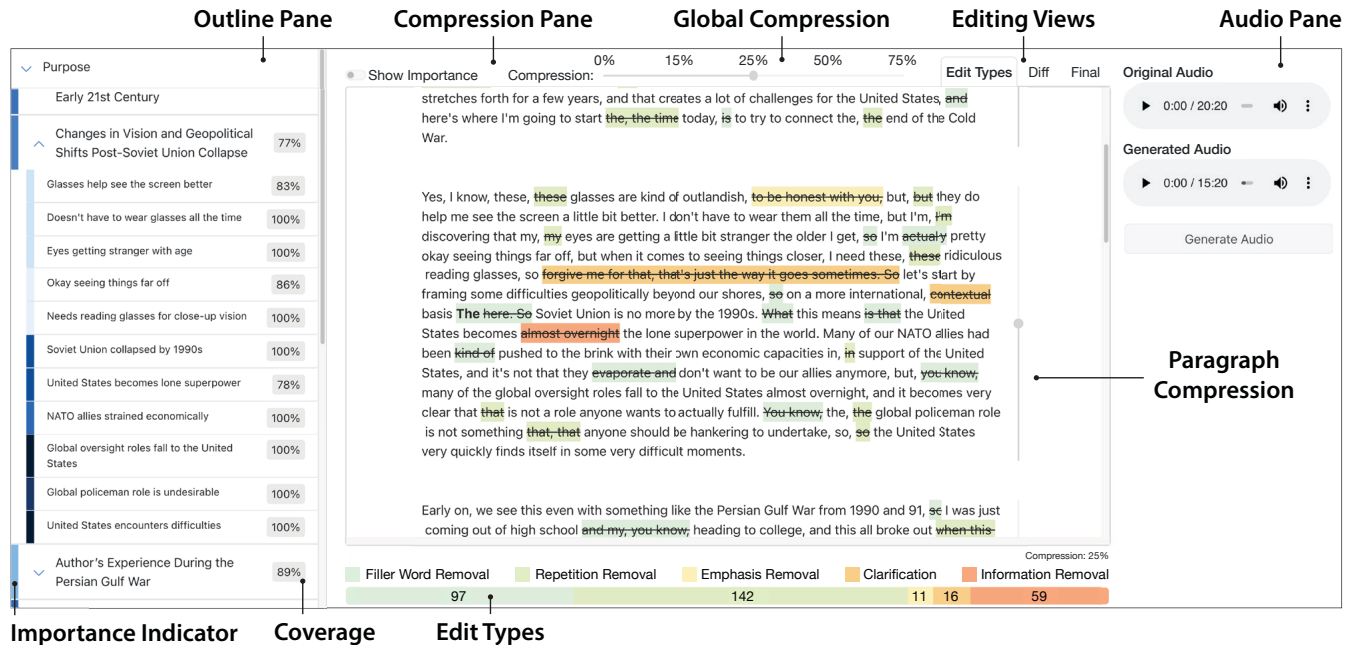 Outline Pane
Compression Pane
Global Compression
Editing Views
Audio Pane
Purpose
Early 21st Century
Changes in Vision and Geopolitical
Shifts Post-Soviet Union Collapse
77%
Glasses help see the screen better
83%
Doesn't have to wear glasses all the time
100%
Eyes getting stranger with age
100%
Okay seeing things far off
86%
Needs reading glasses for close-up vision
100%
Soviet Union collapsed by 1990s
100%
United States becomes lone superpower
78%
NATO allies strained economically
100%
Global oversight roles fall to the United
States
100%
Global policeman role is undesirable
100%
United States encounters difficulties
100%
Author's Experience During the
Persian Gulf War
89%
Show Importance
Compression:
0%
15%
25%
50%
75%
Edit Types
Diff
Final
stretches forth for a few years, and that creates a lot of challenges for the United States, and
here's where I'm going to start the, the time today, is to try to connect the, the end of the Cold
War.
Yes, I know, these, these glasses are kind of outlandish, to be honest with you, but, but they do
help me see the screen a little bit better. I don't have to wear them all the time, but I'm, I'm
discovering that my, my eyes are getting a little bit stranger the older I get, so I'm actualy pretty
okay seeing things far off, but when it comes to seeing things closer, I need these, these ridiculous
reading glasses, so forgive me for that, that's just the way it goes sometimes. So let's start by
framing some difficulties geopolitically beyond our shores, so on a more international, contextual
basis The here. So Soviet Union is no more by the 1990s. What this means is that the United
States becomes almost overnight the lone superpower in the world. Many of our NATO allies had
been kind of pushed to the brink with their own economic capacities in, in support of the United
States, and it's not that they evaporate and don't want to be our allies anymore, but, you know,
many of the global oversight roles fall to the United States almost overnight, and it becomes very
clear that that is not a role anyone wants to actually fulfill. You know, the, the global policeman role
is not something that, that anyone should be hankering to undertake, so, so the United States
very quickly finds itself in some very difficult moments.
Early on, we see this even with something like the Persian Gulf War from 1990 and 91, so I was just
coming out of high school and my, you know, heading to college, and this all broke out when this
Compression: 25%
Filler Word Removal
Repetition Removal
Emphasis Removal
Clarification
Information Removal
97
142
11
16
59
Original Audio
0:00 / 20:20
Generated Audio
0:00 / 15:20
Generate Audio
Paragraph
Compression
Importance Indicator
Coverage
Edit Types